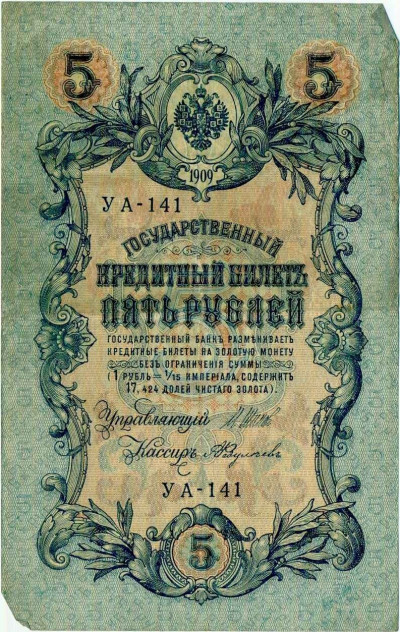 5 5
1909
УА-141
ГОСУДАРСТВЕННЫЙ
КРЕДИТНЫЙ БИЛЕТЪ
ПЯТЬ РУБЛЕЙ
ГОСУДАРСТВЕННЫЙ БАНКЪ РАЗМѢНИВАЕТЪ
КРЕДИТНЫЕ БИЛЕТЫ НА ЗОЛОТУЮ МОНЕТУ
БЕЗЪ ОГРАНИЧЕНІЯ СУММЫ
(1 РУБЛЬ = 1/15 ИМПЕРІАЛА, СОДЕРЖИТЪ
17,424 ДОЛЕЙ ЧИСТАГО ЗОЛОТА).
Управляющій
Кассиръ
УА-141
5